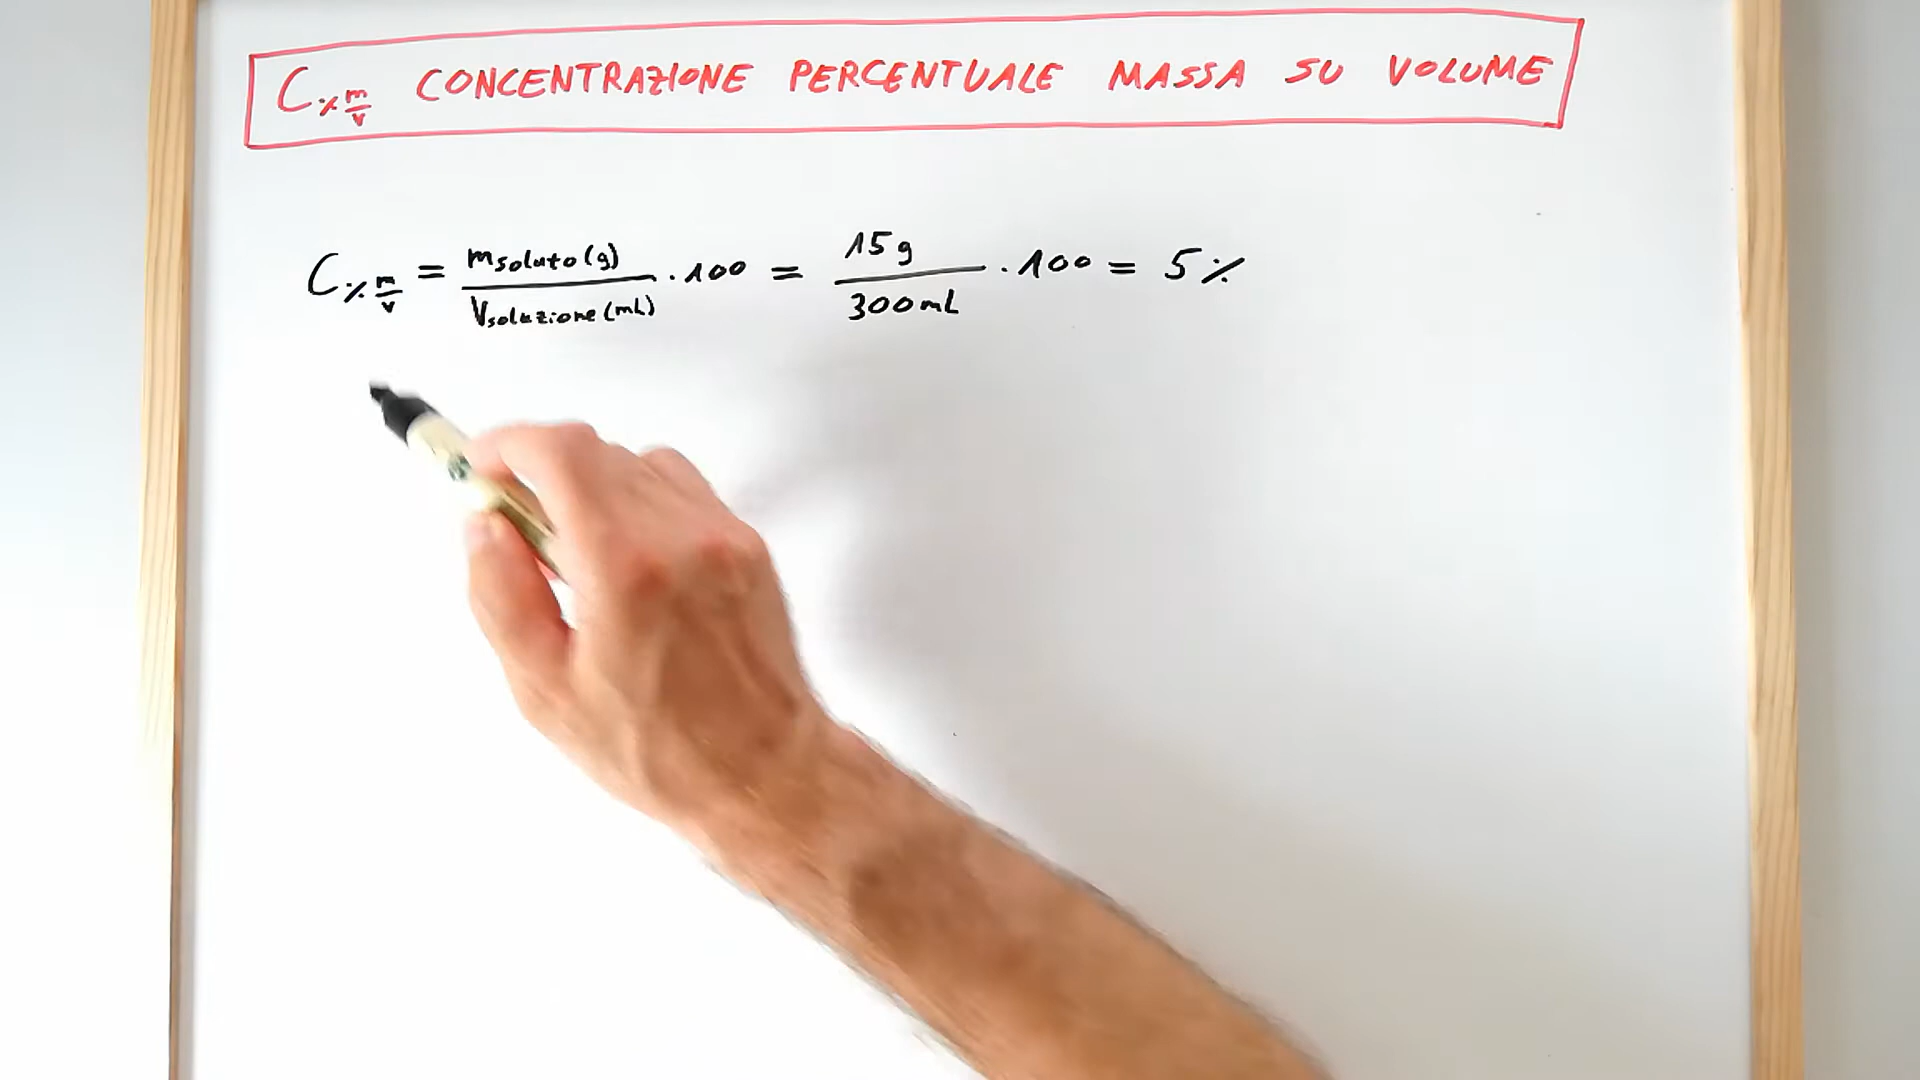 C% m/v CONCENTRAZIONE PERCENTUALE MASSA SU VOLUME
C% m/v = msoluto(g) / Vsoluzione(mL) · 100 = 15g / 300mL · 100 = 5%